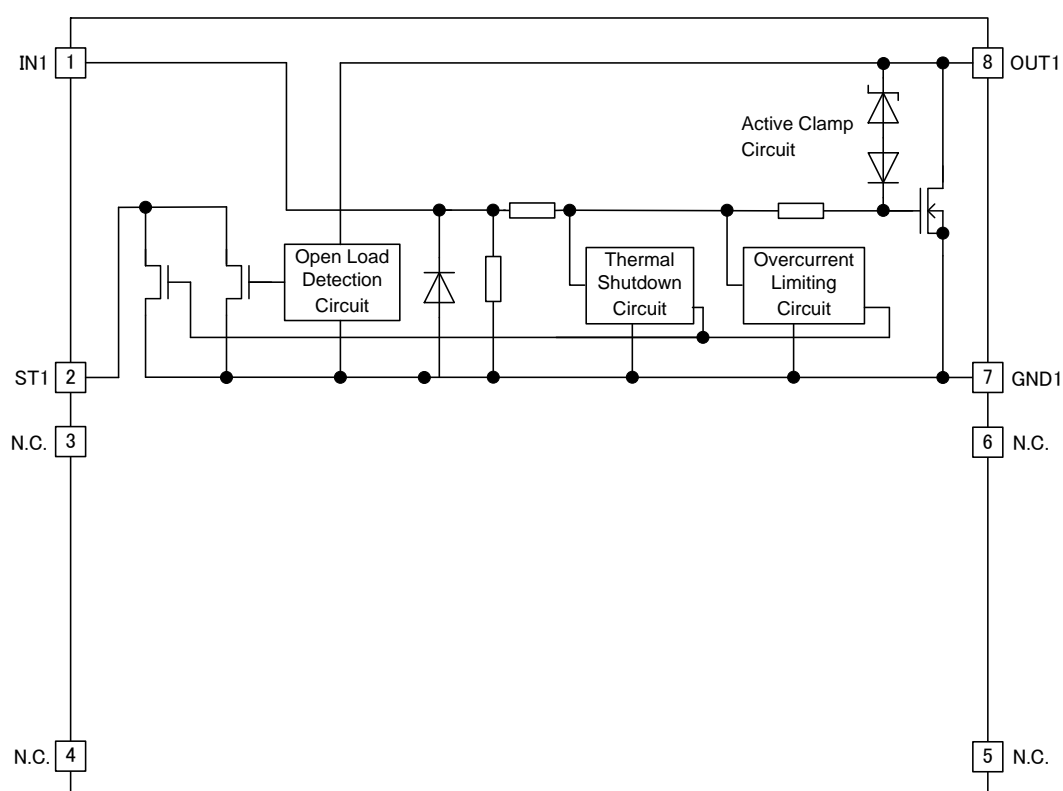 IN1
1
8
OUT1
Active Clamp
Circuit
Open Load
Detection
Circuit
Thermal
Shutdown
Circuit
Overcurrent
Limiting
Circuit
ST1
2
7
GND1
N.C.
3
6
N.C.
N.C.
4
5
N.C.